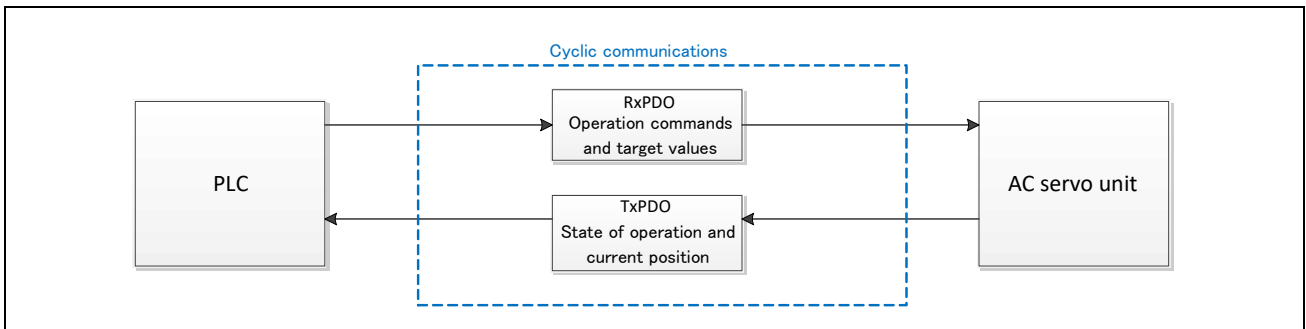 Cyclic communications
PLC
RxPDO
Operation commands
and target values
TxPDO
State of operation and
current position
AC servo unit